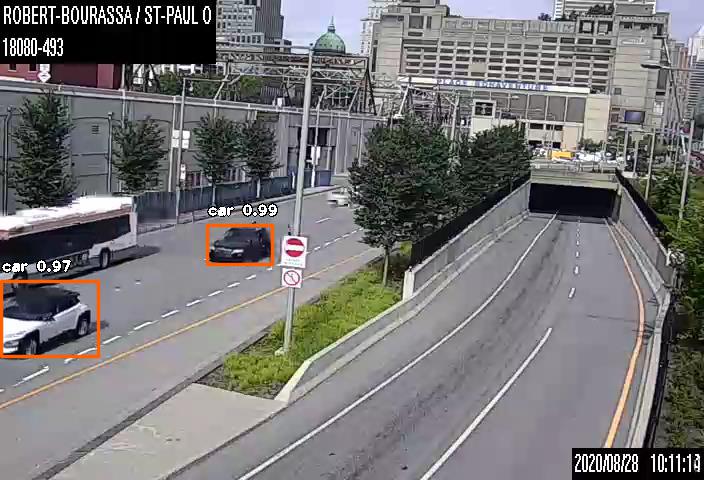 ROBERT-BOURASSA / ST-PAUL O
18080-493
PLACE BONAVENTURE
car 0.99
car 0.97
2020/08/28 10:11:14